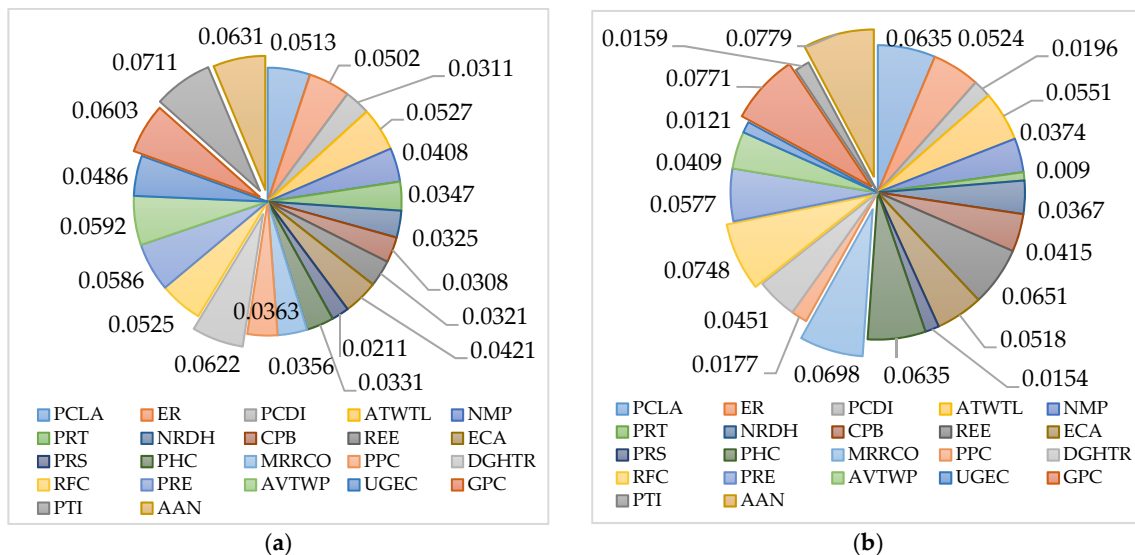 0.0631 0.0513
0.0711 0.0502
0.0311
0.0603 0.0527
0.0408
0.0486 0.0347
0.0592 0.0325
0.0308
0.0586 0.0321
0.0525 0.0363 0.0421
0.0622 0.0356 0.0211
0.0331
PCLA ER PCDI ATWTL NMP
PRT NRDH CPB REE ECA
PRS PHC MRRCO PPC DGHTR
RFC PRE AVTWP UGEC GPC
PTI AAN
(a)
0.0159 0.0779 0.0635 0.0524 0.0196
0.0771 0.0551
0.0121 0.0374
0.0409 0.009
0.0577 0.0367
0.0415
0.0748 0.0651
0.0451 0.0518
0.0177 0.0154
0.0698 0.0635
PCLA ER PCDI ATWTL NMP
PRT NRDH CPB REE ECA
PRS PHC MRRCO PPC DGHTR
RFC PRE AVTWP UGEC GPC
PTI AAN
(b)